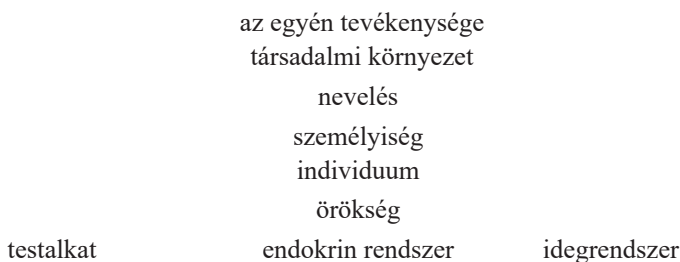 az egyén tevékenysége
társadalmi környezet
nevelés
személyiség
individuum
örökség
testalkat endokrin rendszer idegrendszer